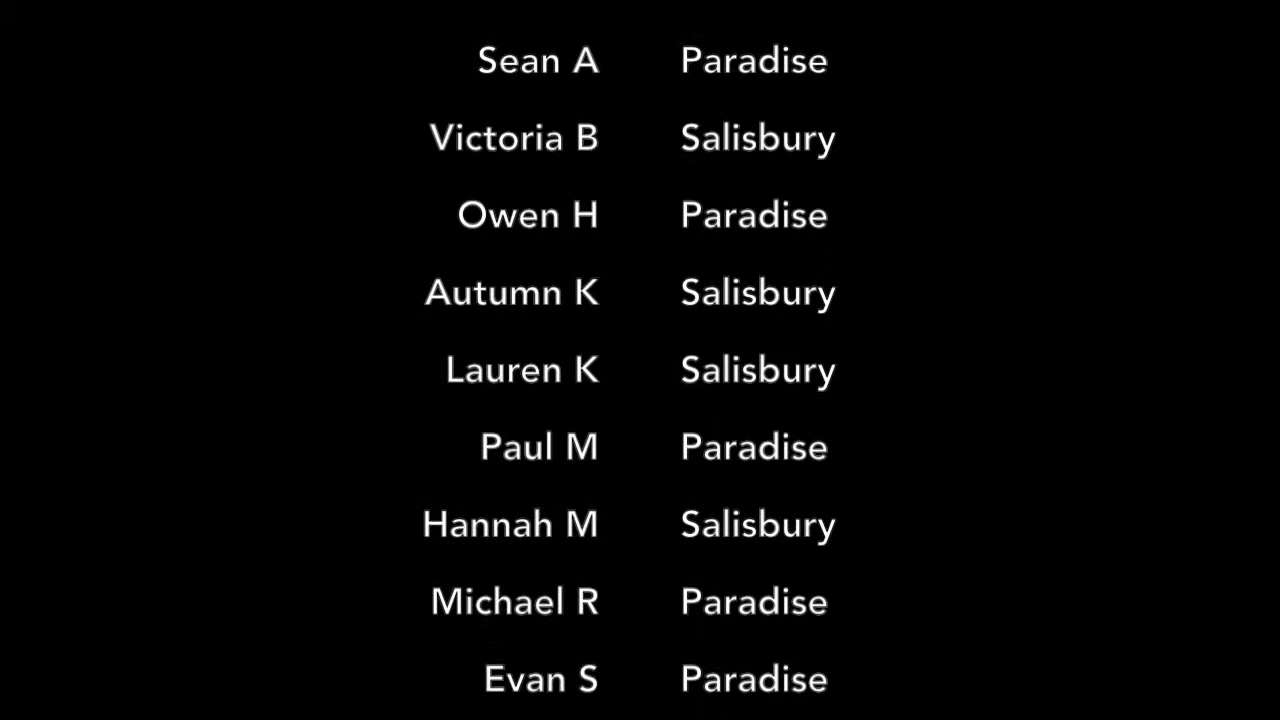 Sean A Paradise
Victoria B Salisbury
Owen H Paradise
Autumn K Salisbury
Lauren K Salisbury
Paul M Paradise
Hannah M Salisbury
Michael R Paradise
Evan S Paradise